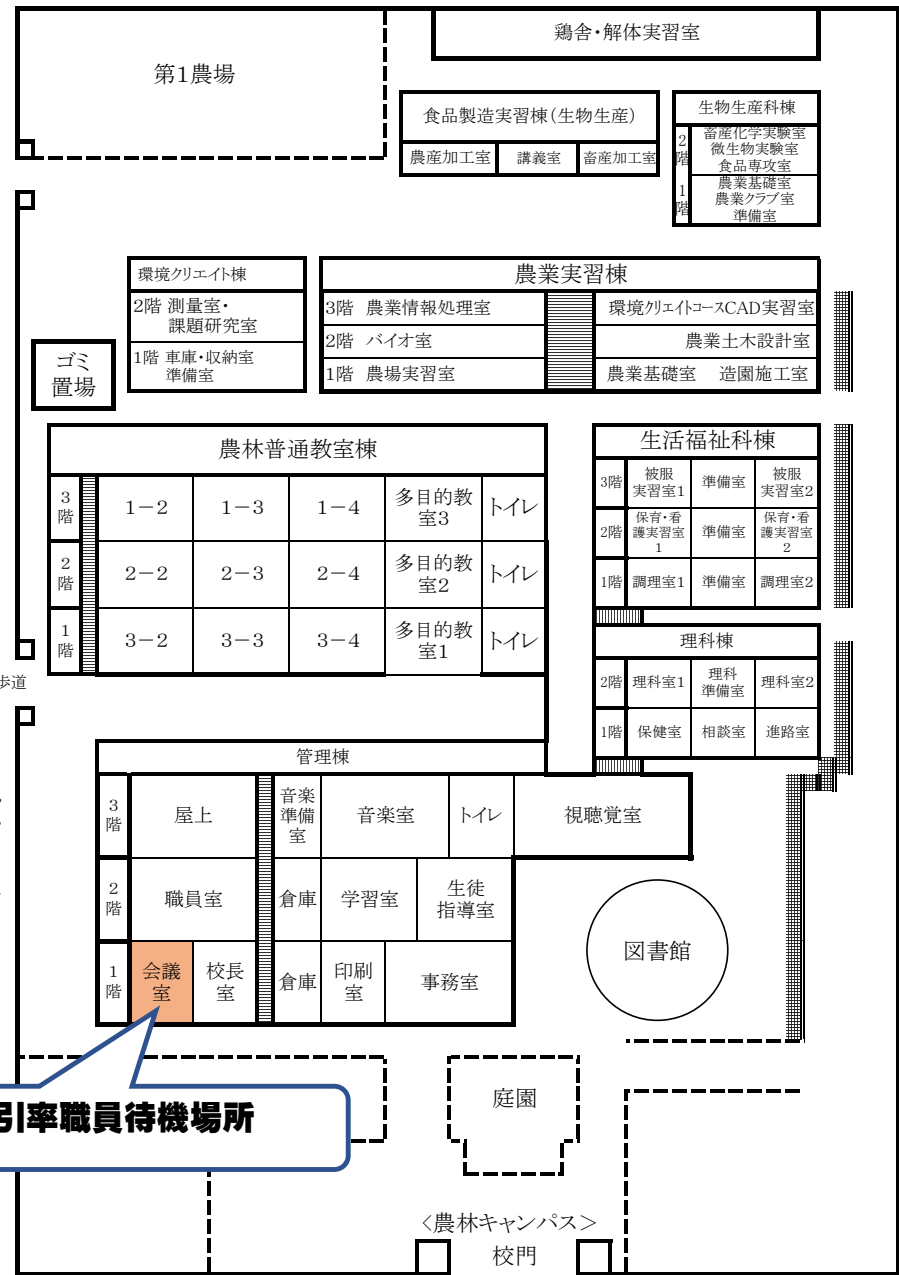 鶏舎・解体実習室
第1農場
食品製造実習棟(生物生産)
農産加工室 講義室 畜産加工室
生物生産科棟
2階
畜産化学実験室
微生物実験室
食品専攻室
1階
農業基礎室
農業クラブ室
準備室
環境クリエイト棟
2階 測量室・
課題研究室
1階 車庫・収納室
準備室
農業実習棟
3階 農業情報処理室 環境クリエイトコースCAD実習室
2階 バイオ室 農業土木設計室
1階 農場実習室 農業基礎室 造園施工室
ゴミ
置場
農林普通教室棟
3階 1-2 1-3 1-4 多目的教室3 トイレ
2階 2-2 2-3 2-4 多目的教室2 トイレ
1階 3-2 3-3 3-4 多目的教室1 トイレ
生活福祉科棟
3階 被服実習室1 準備室 被服実習室2
2階 保育・看護実習室1 準備室 保育・看護実習室2
1階 調理室1 準備室 調理室2
理科棟
2階 理科室1 理科準備室 理科室2
1階 保健室 相談室 進路室
歩道
管理棟
3階 屋上 音楽準備室 音楽室 トイレ 視聴覚室
2階 職員室 倉庫 学習室 生徒指導室
1階 会議室 校長室 倉庫 印刷室 事務室
図書館
引率職員待機場所
庭園
<農林キャンパス>
校門